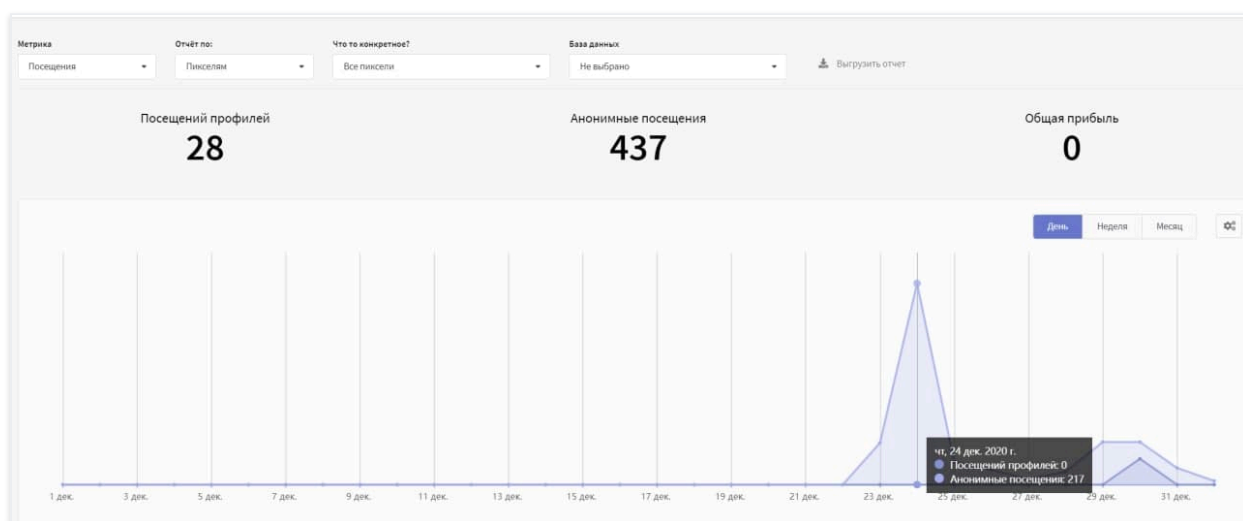 Метрика Отчёт по: Что то конкретное? База данных
Посещения Пикселям Все пиксели Не выбрано Выгрузить отчет
Посещений профилей Анонимные посещения Общая прибыль
28 437 0
День Неделя Месяц
чт, 24 дек. 2020 г.
Посещений профилей: 0
Анонимные посещения: 217
1 дек. 3 дек. 5 дек. 7 дек. 9 дек. 11 дек. 13 дек. 15 дек. 17 дек. 19 дек. 21 дек. 23 дек. 25 дек. 27 дек. 29 дек. 31 дек.